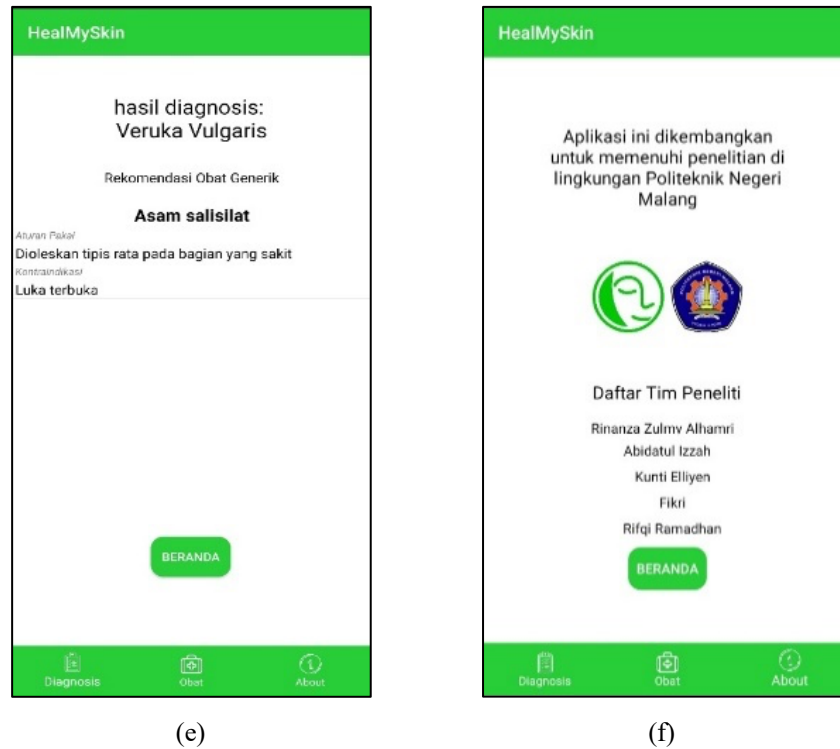 HealMySkin
hasil diagnosis:
Veruka Vulgaris
Rekomendasi Obat Generik
Asam salisilat
Aturan Pakai
Dioleskan tipis rata pada bagian yang sakit
Kontraindikasi
Luka terbuka
BERANDA
Diagnosis
Obat
About
(e)
HealMySkin
Aplikasi ini dikembangkan
untuk memenuhi penelitian di
lingkungan Politeknik Negeri
Malang
Daftar Tim Peneliti
Rinanza Zulmy Alhamri
Abidatul Izzah
Kunti Elliyen
Fikri
Rifqi Ramadhan
BERANDA
Diagnosis
Obat
About
(f)